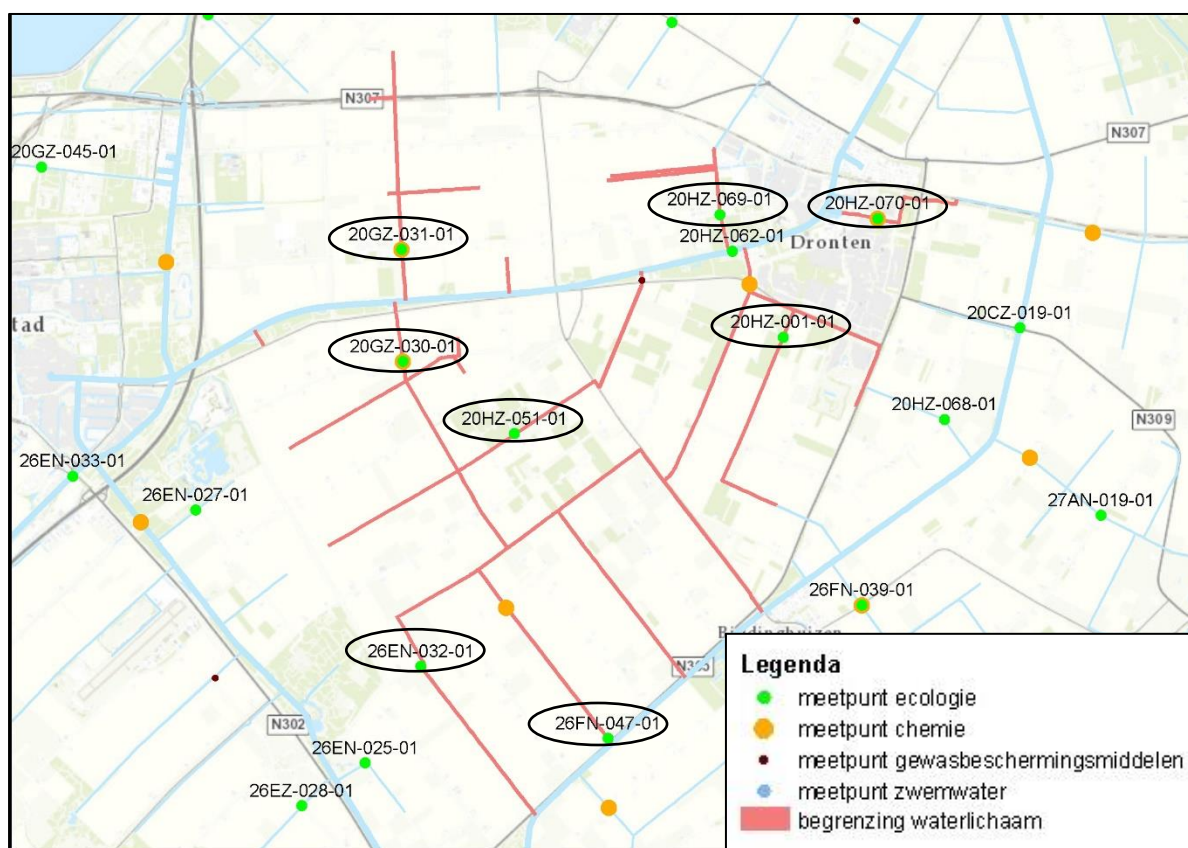 N307
N307
20GZ-045-01
20HZ-069-01
20HZ-070-01
20GZ-031-01
20HZ-062-01
Dronten
tad
20HZ-001-01
20CZ-019-01
20GZ-030-01
20HZ-051-01
20HZ-068-01
N309
26EN-033-01
26EN-027-01
27AN-019-01
26FN-039-01
26EN-032-01
N305
26FN-047-01
N302
26EN-025-01
26EZ-028-01
Legenda
meetpunt ecologie
meetpunt chemie
meetpunt gewasbeschermingsmiddelen
meetpunt zwemwater
begrenzing waterlichaam